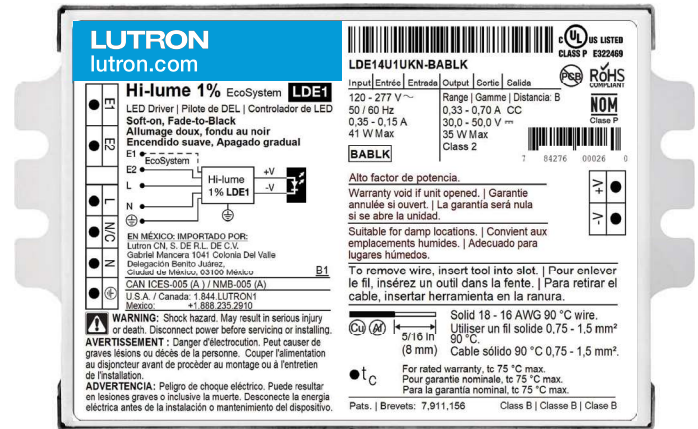 LUTRON
lutron.com
Hi-lume 1% EcoSystem LDE1
LED Driver | Pilote de DEL | Controlador de LED
Soft-on, Fade-to-Black
Allumage doux, fondu au noir
Encendido suave, Apagado gradual
E1
E2
L
N/C
N
E1
EcoSystem
E2
L
N
Hi-lume
1% LDE1
+V
-V
EN MÉXICO: IMPORTADO POR:
Lutron CN, S. DE R.L. DE C.V.
Gabriel Mancera 1041 Colonia Del Valle
Delegación Benito Juárez,
Ciudad de México, 03100 México
B1
CAN ICES-005 (A) / NMB-005 (A)
U.S.A. / Canada: 1.844.LUTRON1
Mexico: +1.888.235.2910
WARNING: Shock hazard. May result in serious injury
or death. Disconnect power before servicing or installing.
AVERTISSEMENT : Danger d'électrocution. Peut causer de
graves lésions ou décès de la personne. Couper l'alimentation
au disjoncteur avant de procéder au montage ou à l'entretien
de l'installation.
ADVERTENCIA: Peligro de choque eléctrico. Puede resultar
en lesiones graves o inclusive la muerte. Desconecte la energía
eléctrica antes de la instalación o mantenimiento del dispositivo.
c UL US LISTED
CLASS P E322469
LDE14U1UKN-BABLK
Input | Entrée | Entrada
120 - 277 V ~
50 / 60 Hz
0,35 - 0,15 A
41 W Max
BABLK
Output | Sortie | Salida
Range | Gamme | Distancia: B
0,33 - 0,70 A CC
30,0 - 50,0 V ⎓
35 W Max
Class 2
PCB
RoHS
COMPLIANT
NOM
Clase P
7 84276 00026 0
+V
-V
Alto factor de potencia.
Warranty void if unit opened. | Garantie
annulée si ouvert. | La garantía será nula
si se abre la unidad.
Suitable for damp locations. | Convient aux
emplacements humides. | Adecuado para
lugares húmedos.
To remove wire, insert tool into slot. | Pour enlever
le fil, insérez un outil dans la fente. | Para retirar el
cable, insertar herramienta en la ranura.
Cu Al
5/16 in
(8 mm)
Solid 18 - 16 AWG 90 °C wire.
Utiliser un fil solide 0,75 - 1,5 mm²
90 °C.
Cable sólido 90 °C 0,75 - 1,5 mm².
tc
For rated warranty, tc 75 °C max.
Pour garantie nominale, tc 75 °C max.
Para la garantía nominal, tc 75 °C max.
Pats. | Brevets: 7,911,156
Class B | Classe B | Clase B